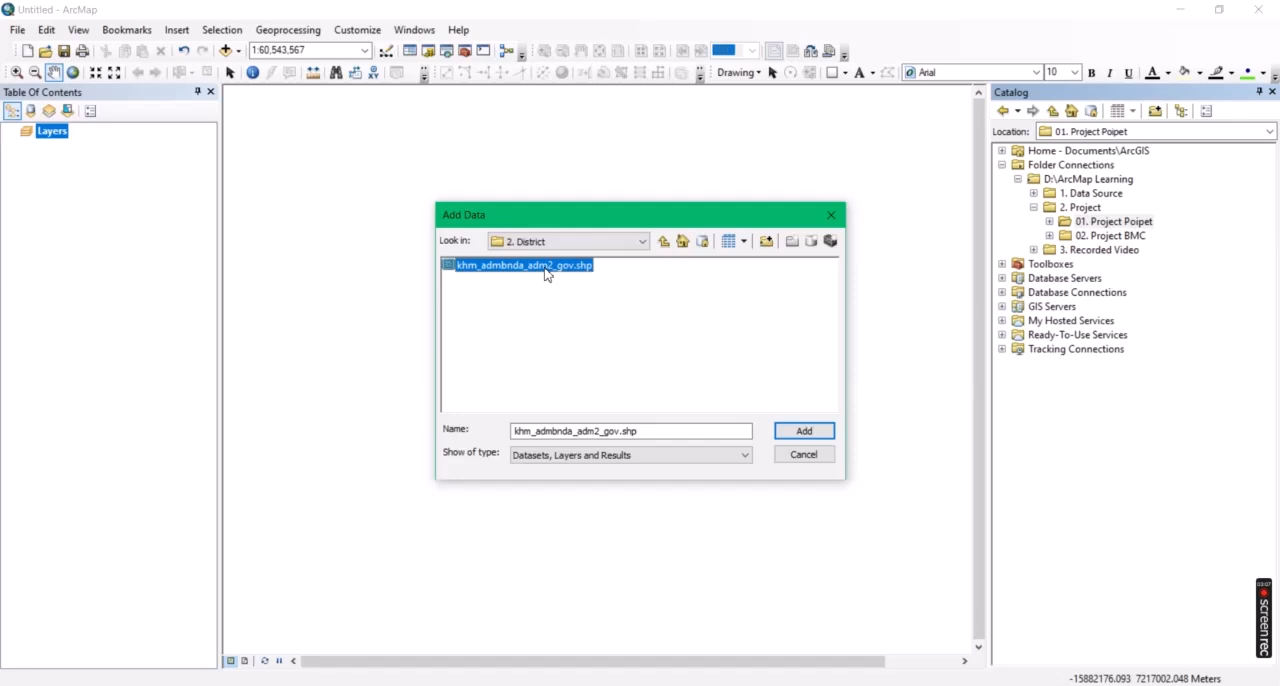 Untitled - ArcMap
File Edit View Bookmarks Insert Selection Geoprocessing Customize Windows Help
1:60,543,567
Drawing Arial 10 B I U A
Table Of Contents
Layers
Add Data
Look in: 2. District
khm_admbnda_adm2_gov.shp
Name: khm_admbnda_adm2_gov.shp
Add
Show of type: Datasets, Layers and Results
Cancel
Catalog
Location: 01. Project Poipet
Home - Documents\ArcGIS
Folder Connections
D:\ArcMap Learning
1. Data Source
2. Project
01. Project Poipet
02. Project BMC
3. Recorded Video
Toolboxes
Database Servers
Database Connections
GIS Servers
My Hosted Services
Ready-To-Use Services
Tracking Connections
03:07
screenrec
-15882176.093 7217002.048 Meters